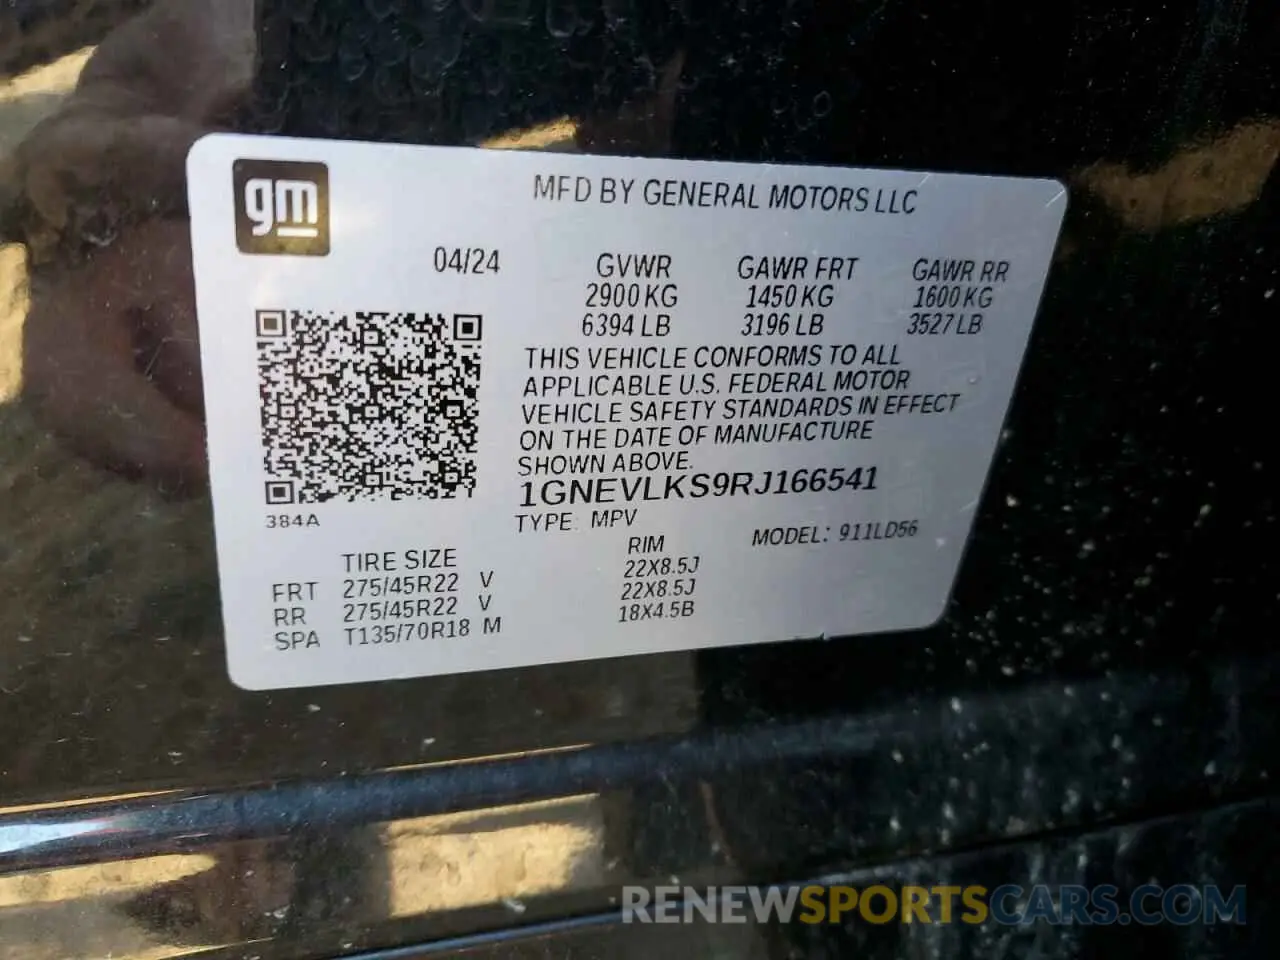 gm
MFD BY GENERAL MOTORS LLC
04/24
GVWR GAWR FRT GAWR RR
2900 KG 1450 KG 1600 KG
6394 LB 3196 LB 3527 LB
THIS VEHICLE CONFORMS TO ALL
APPLICABLE U.S. FEDERAL MOTOR
VEHICLE SAFETY STANDARDS IN EFFECT
ON THE DATE OF MANUFACTURE
SHOWN ABOVE.
1GNEVLKS9RJ166541
384A
TYPE: MPV MODEL: 911LD56
TIRE SIZE RIM
FRT 275/45R22 V 22X8.5J
RR 275/45R22 V 22X8.5J
SPA T135/70R18 M 18X4.5B
RENEWSPORTSCARS.COM